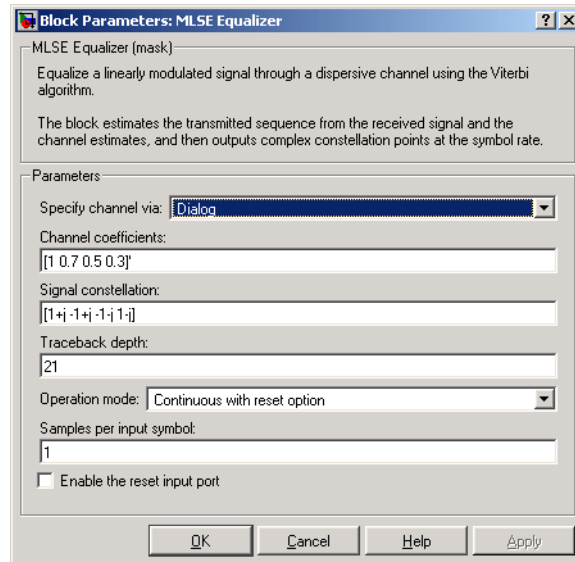 Block Parameters: MLSE Equalizer
MLSE Equalizer (mask)
Equalize a linearly modulated signal through a dispersive channel using the Viterbi
algorithm.
The block estimates the transmitted sequence from the received signal and the
channel estimates, and then outputs complex constellation points at the symbol rate.
Parameters
Specify channel via: Dialog
Channel coefficients:
[1 0.7 0.5 0.3]'
Signal constellation:
[1+j -1+j -1-j 1-j]
Traceback depth:
21
Operation mode: Continuous with reset option
Samples per input symbol:
1
Enable the reset input port
OK Cancel Help Apply